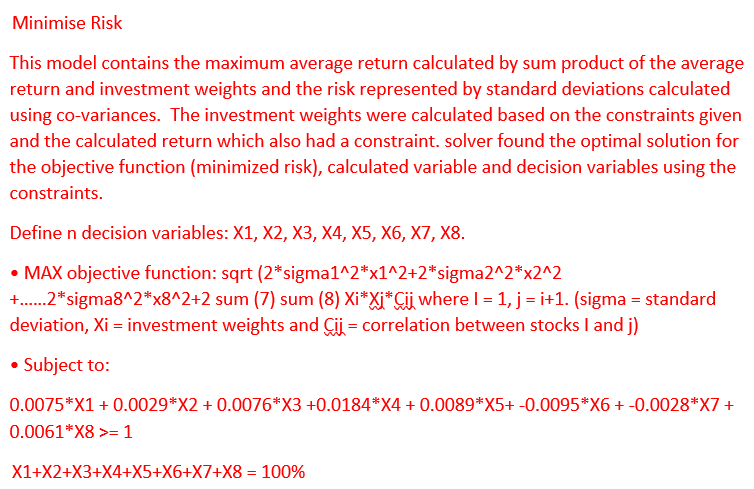 Minimise Risk
This model contains the maximum average return calculated by sum product of the average
return and investment weights and the risk represented by standard deviations calculated
using co-variances.  The investment weights were calculated based on the constraints given
and the calculated return which also had a constraint. solver found the optimal solution for
the objective function (minimized risk), calculated variable and decision variables using the
constraints.
Define n decision variables: X1, X2, X3, X4, X5, X6, X7, X8.
• MAX objective function: sqrt (2*sigma1^2*x1^2+2*sigma2^2*x2^2
+......2*sigma8^2*x8^2+2 sum (7) sum (8) Xi*Xj*Cij where I = 1, j = i+1. (sigma = standard
deviation, Xi = investment weights and Cij = correlation between stocks I and j)
• Subject to:
0.0075*X1 + 0.0029*X2 + 0.0076*X3 +0.0184*X4 + 0.0089*X5+ -0.0095*X6 + -0.0028*X7 +
0.0061*X8 >= 1
X1+X2+X3+X4+X5+X6+X7+X8 = 100%